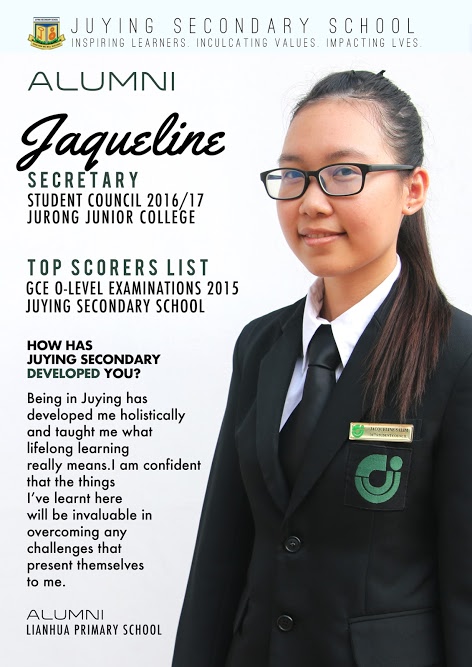 JUYING SECONDARY SCHOOL
INSPIRING LEARNERS. INCULCATING VALUES. IMPACTING LVES.
ALUMNI
Jaqueline
SECRETARY
STUDENT COUNCIL 2016/17
JURONG JUNIOR COLLEGE
TOP SCORERS LIST
GCE O-LEVEL EXAMINATIONS 2015
JUYING SECONDARY SCHOOL
HOW HAS
JUYING SECONDARY
DEVELOPED YOU?
Being in Juying has
developed me holistically
and taught me what
lifelong learning
really means.I am confident
that the things
I've learnt here
will be invaluable in
overcoming any
challenges that
present themselves
to me.
ALUMNI
LIANHUA PRIMARY SCHOOL